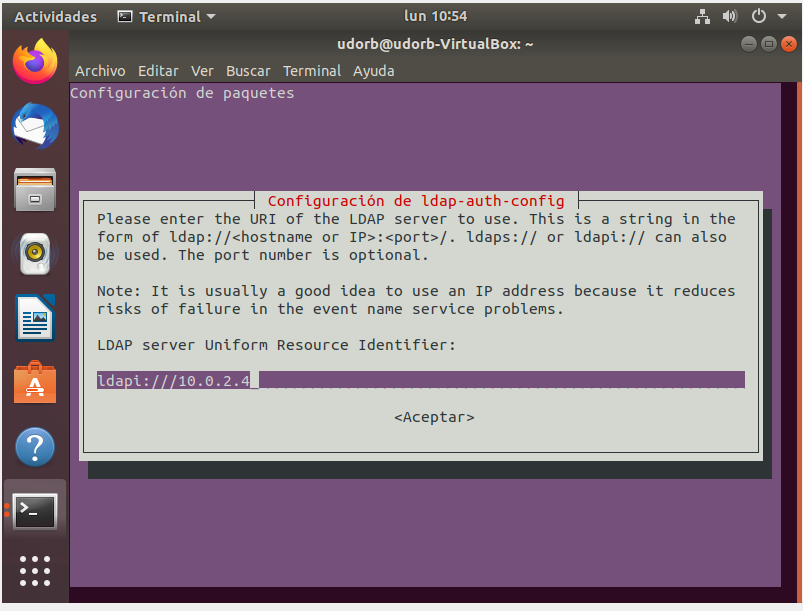 Actividades Terminal lun 10:54
udorb@udorb-VirtualBox: ~
Archivo Editar Ver Buscar Terminal Ayuda
Configuración de paquetes
Configuración de ldap-auth-config
Please enter the URI of the LDAP server to use. This is a string in the
form of ldap://<hostname or IP>:<port>/. ldaps:// or ldapi:// can also
be used. The port number is optional.
Note: It is usually a good idea to use an IP address because it reduces
risks of failure in the event name service problems.
LDAP server Uniform Resource Identifier:
ldapi:///10.0.2.4
<Aceptar>